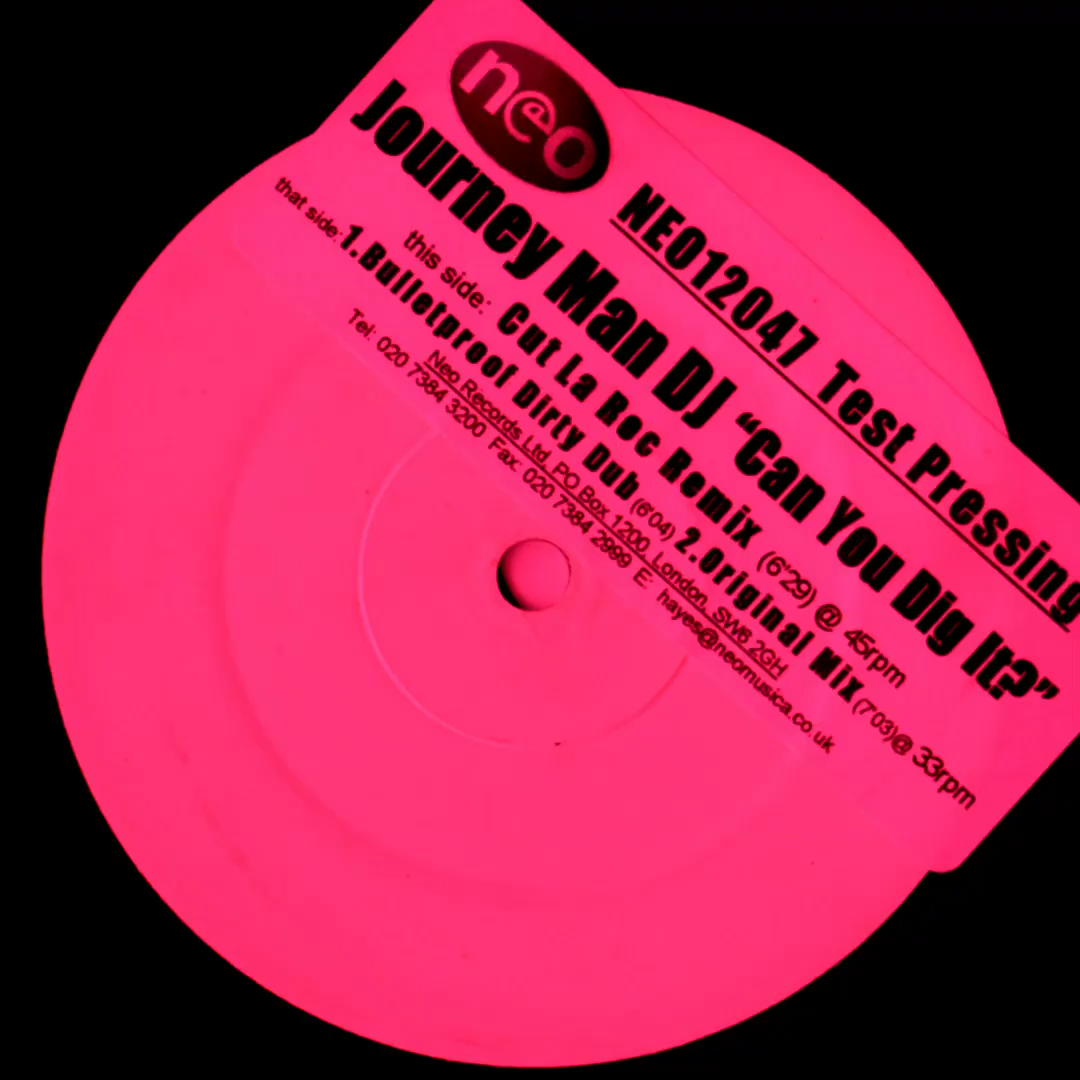 neo
NEO12047 Test Pressing
Journey Man DJ “Can You Dig It?”
this side: Cut La Roc Remix (6'29) @ 45rpm
that side: 1.Bulletproof Dirty Dub (6'04) 2.Original Mix (7'03)@ 33rpm
Neo Records Ltd, PO Box 1200, London, SW6 2GH
Tel: 020 7384 3200 Fax: 020 7384 2999 E: hayes@neomusica.co.uk